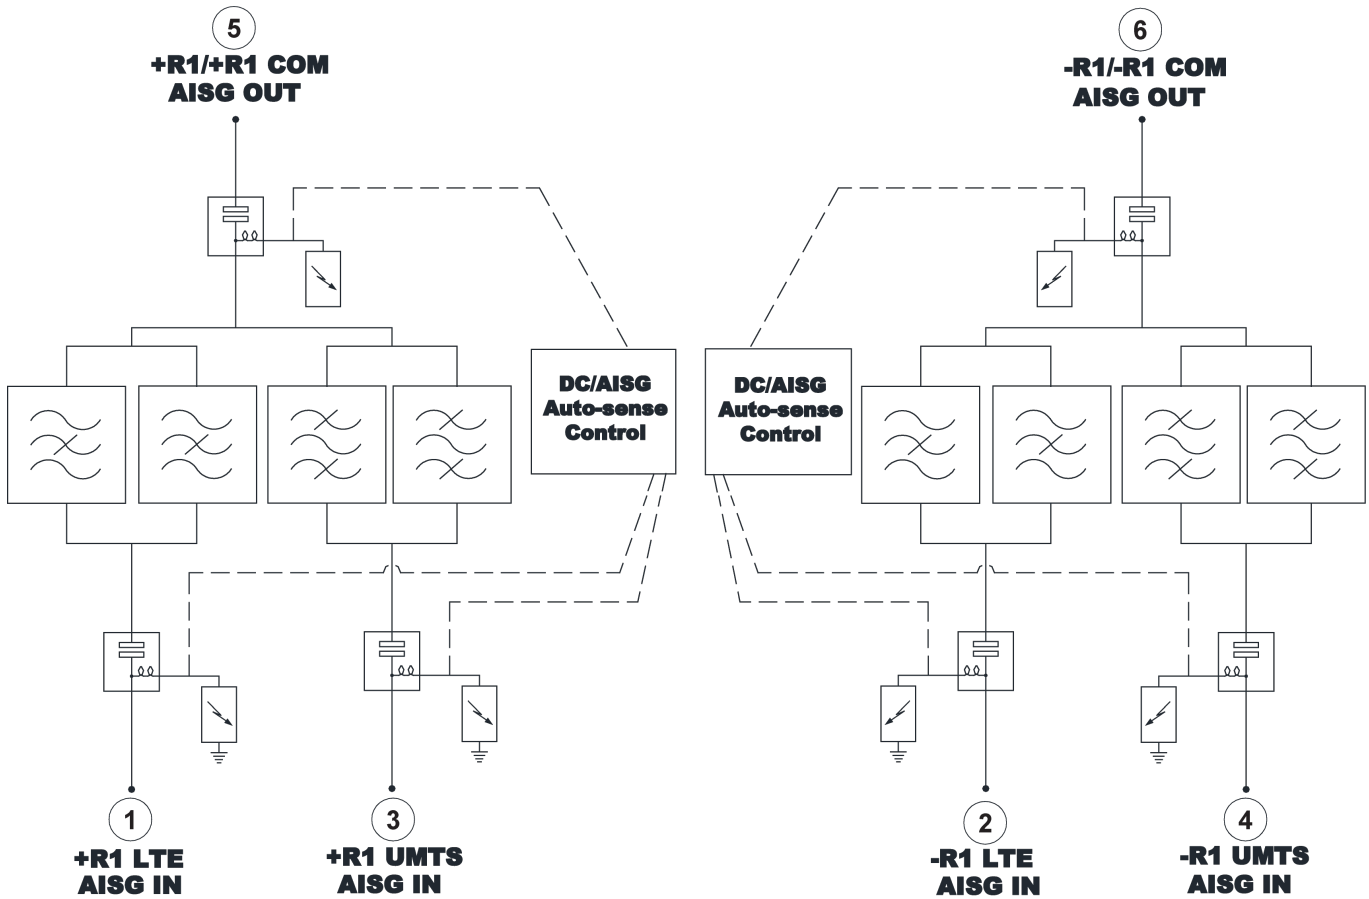 5
+R1/+R1 COM
AISG OUT
6
-R1/-R1 COM
AISG OUT
DC/AISG
Auto-sense
Control
DC/AISG
Auto-sense
Control
1
+R1 LTE
AISG IN
3
+R1 UMTS
AISG IN
2
-R1 LTE
AISG IN
4
-R1 UMTS
AISG IN